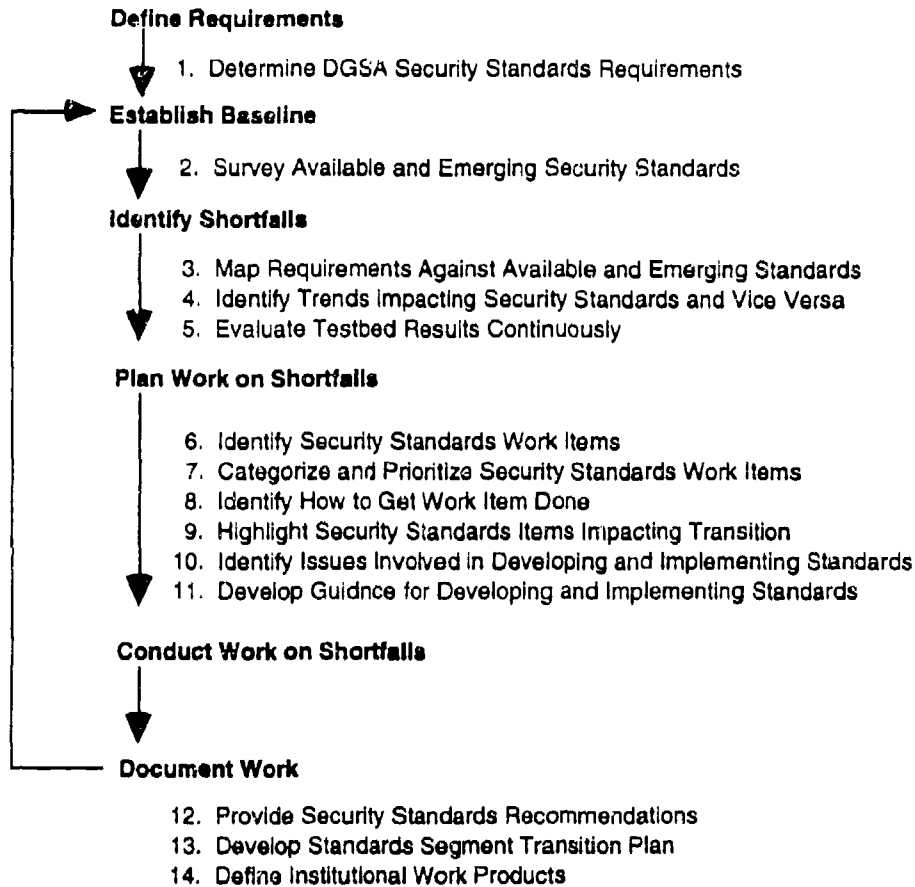 Define Requirements
1. Determine DGSA Security Standards Requirements
Establish Baseline
2. Survey Available and Emerging Security Standards
Identify Shortfalls
3. Map Requirements Against Available and Emerging Standards
4. Identify Trends Impacting Security Standards and Vice Versa
5. Evaluate Testbed Results Continuously
Plan Work on Shortfalls
6. Identify Security Standards Work Items
7. Categorize and Prioritize Security Standards Work Items
8. Identify How to Get Work Item Done
9. Highlight Security Standards Items Impacting Transition
10. Identify Issues Involved in Developing and Implementing Standards
11. Develop Guidnce for Developing and Implementing Standards
Conduct Work on Shortfalls
Document Work
12. Provide Security Standards Recommendations
13. Develop Standards Segment Transition Plan
14. Define Institutional Work Products